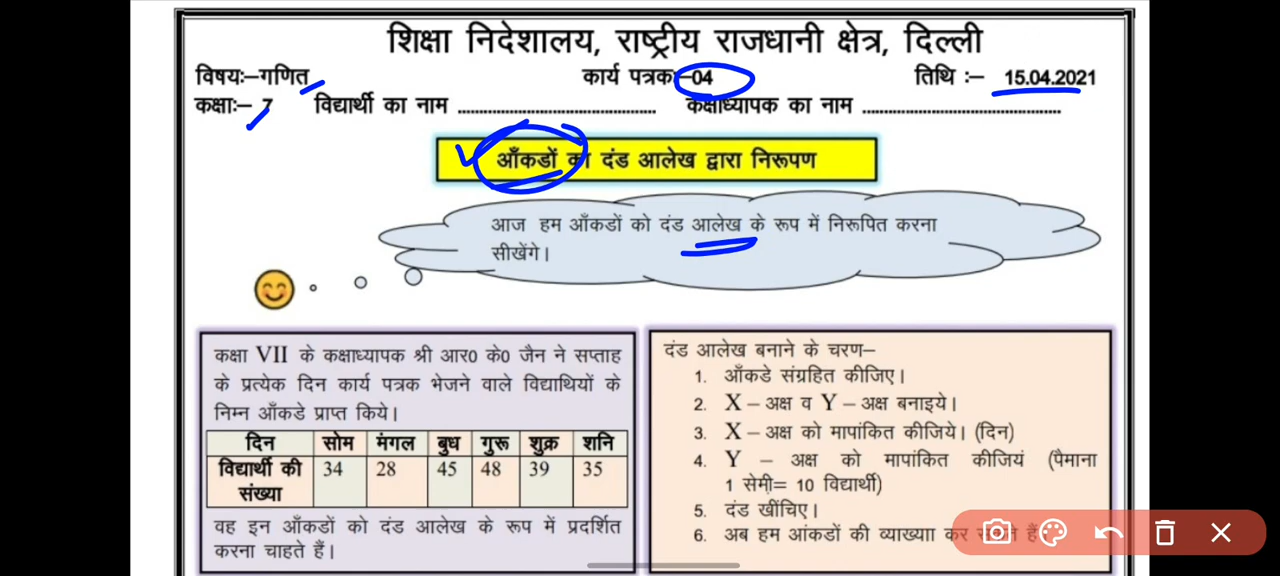 शिक्षा निदेशालय, राष्ट्रीय राजधानी क्षेत्र, दिल्ली
विषयः–गणित कार्य पत्रकः–04 तिथि :– 15.04.2021
कक्षाः– 7 विद्यार्थी का नाम ........................................ कक्षाध्यापक का नाम ........................................
आँकडों का दंड आलेख द्वारा निरूपण
आज हम आँकडों को दंड आलेख के रूप में निरूपित करना
सीखेंगे।
कक्षा VII के कक्षाध्यापक श्री आर0 के0 जैन ने सप्ताह
के प्रत्येक दिन कार्य पत्रक भेजने वाले विद्याथियों के
निम्न आँकडे प्राप्त किये।
दिन सोम मंगल बुध गुरू शुक्र शनि
विद्यार्थी की 34 28 45 48 39 35
संख्या
वह इन आँकडों को दंड आलेख के रूप में प्रदर्शित
करना चाहते हैं।
दंड आलेख बनाने के चरण–
1. आँकडे संग्रहित कीजिए।
2. X – अक्ष व Y – अक्ष बनाइये।
3. X – अक्ष को मापांकित कीजिये। (दिन)
4. Y – अक्ष को मापांकित कीजियं (पैमाना
1 सेमी= 10 विद्यार्थी)
5. दंड खींचिए।
6. अब हम आंकडों की व्याख्याा कर